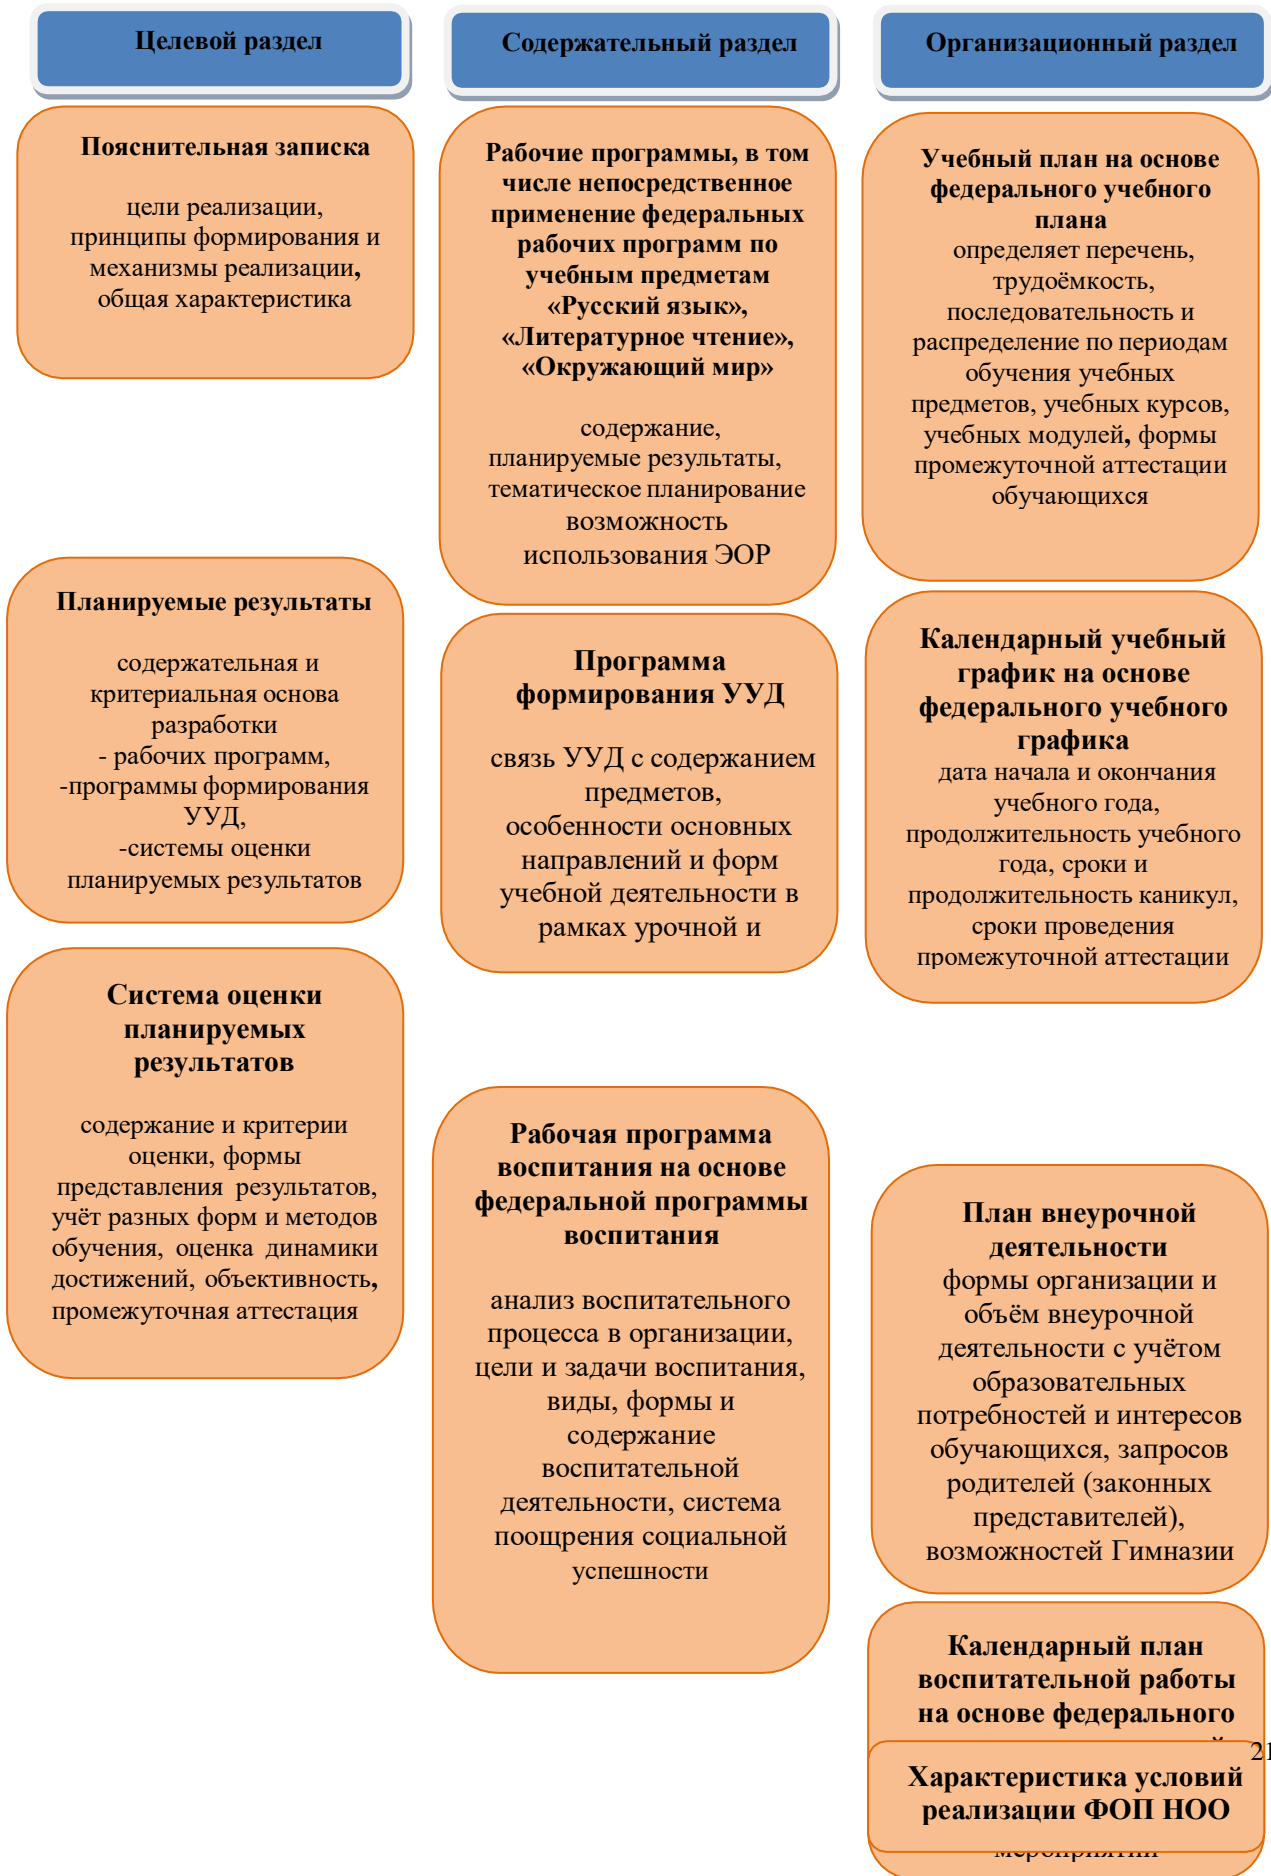 Целевой раздел
Пояснительная записка
цели реализации,
принципы формирования и
механизмы реализации,
общая характеристика
Планируемые результаты
содержательная и
критериальная основа
разработки
- рабочих программ,
-программы формирования
УУД,
-системы оценки
планируемых результатов
Система оценки
планируемых
результатов
содержание и критерии
оценки, формы
представления результатов,
учёт разных форм и методов
обучения, оценка динамики
достижений, объективность,
промежуточная аттестация
Содержательный раздел
Рабочие программы, в том
числе непосредственное
применение федеральных
рабочих программ по
учебным предметам
«Русский язык»,
«Литературное чтение»,
«Окружающий мир»
содержание,
планируемые результаты,
тематическое планирование
возможность
использования ЭОР
Программа
формирования УУД
связь УУД с содержанием
предметов,
особенности основных
направлений и форм
учебной деятельности в
рамках урочной и
Рабочая программа
воспитания на основе
федеральной программы
воспитания
анализ воспитательного
процесса в организации,
цели и задачи воспитания,
виды, формы и
содержание
воспитательной
деятельности, система
поощрения социальной
успешности
Организационный раздел
Учебный план на основе
федерального учебного
плана
определяет перечень,
трудоёмкость,
последовательность и
распределение по периодам
обучения учебных
предметов, учебных курсов,
учебных модулей, формы
промежуточной аттестации
обучающихся
Календарный учебный
график на основе
федерального учебного
графика
дата начала и окончания
учебного года,
продолжительность учебного
года, сроки и
продолжительность каникул,
сроки проведения
промежуточной аттестации
План внеурочной
деятельности
формы организации и
объём внеурочной
деятельности с учётом
образовательных
потребностей и интересов
обучающихся, запросов
родителей (законных
представителей),
возможностей Гимназии
Календарный план
воспитательной работы
на основе федерального
Характеристика условий
реализации ФОП НОО
21